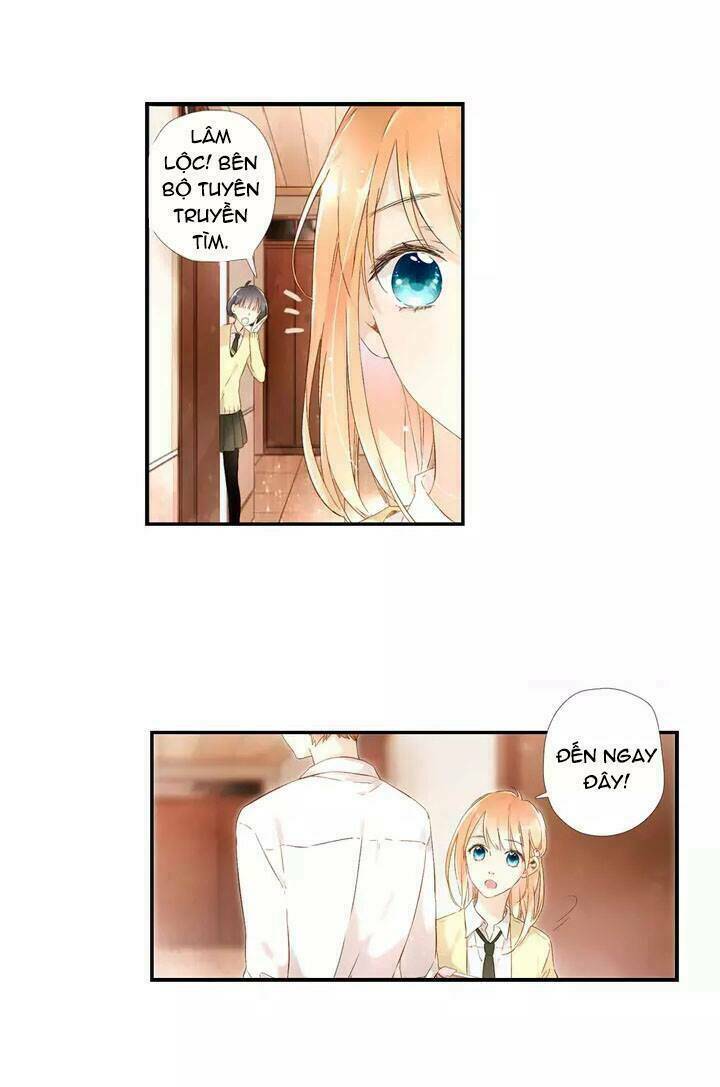 LÂM
LỘC! BÊN
BỘ TUYÊN
TRUYỀN
TÌM.
ĐẾN NGAY
ĐÂY!